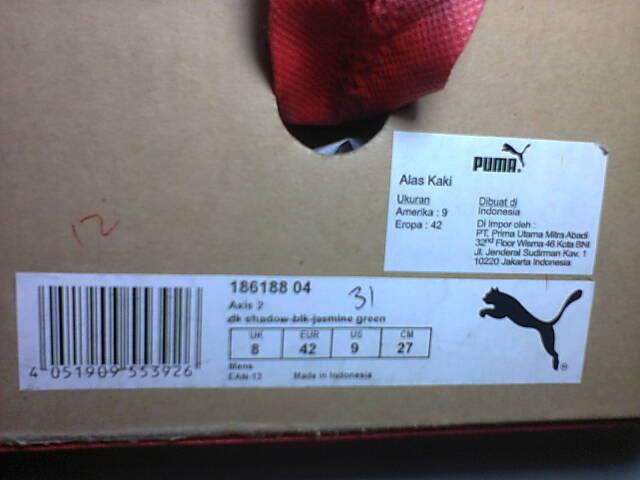 PUMA
Alas Kaki
Ukuran
Amerika : 9
Eropa : 42
Dibuat di
Indonesia
Di Impor oleh :
PT. Prima Utama Mitra Abadi
32nd Floor Wisma 46 Kota BNI
Jl. Jenderal Sudirman Kav. 1
10220 Jakarta Indonesia
12
186188 04
Axis 2
31
dk shadow-blk-jasmine green
UK EUR US CM
8 42 9 27
Mens
EAN-13 Made in Indonesia
4 051909 553926